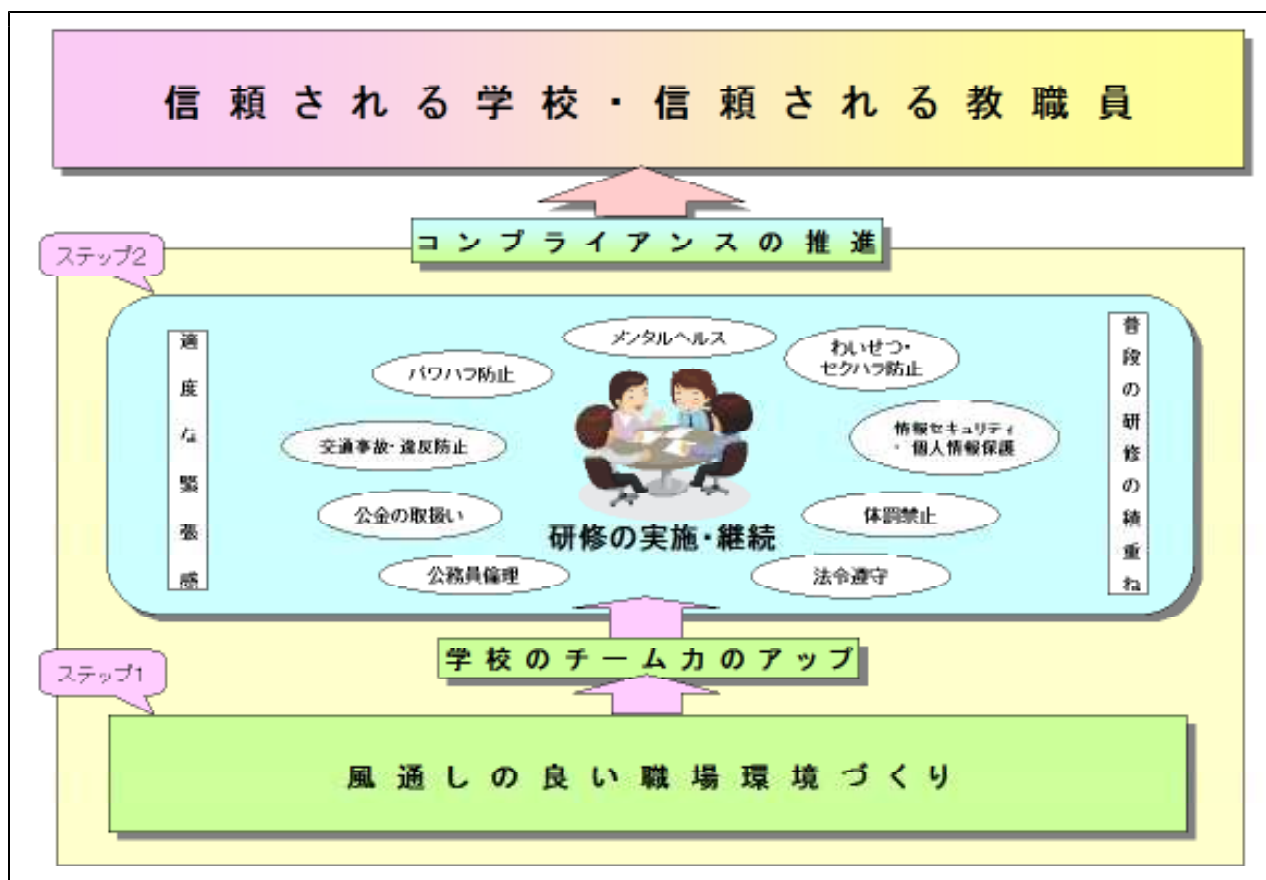 信頼される学校・信頼される教職員
コンプライアンスの推進
ステップ2
適度な緊張感
メンタルヘルス
わいせつ・
セクハラ防止
パワハラ防止
情報セキュリティ
・個人情報保護
交通事故・違反防止
公金の取扱い
体罰禁止
研修の実施・継続
公務員倫理
法令遵守
普段の研修の積重ね
学校のチーム力のアップ
ステップ1
風通しの良い職場環境づくり